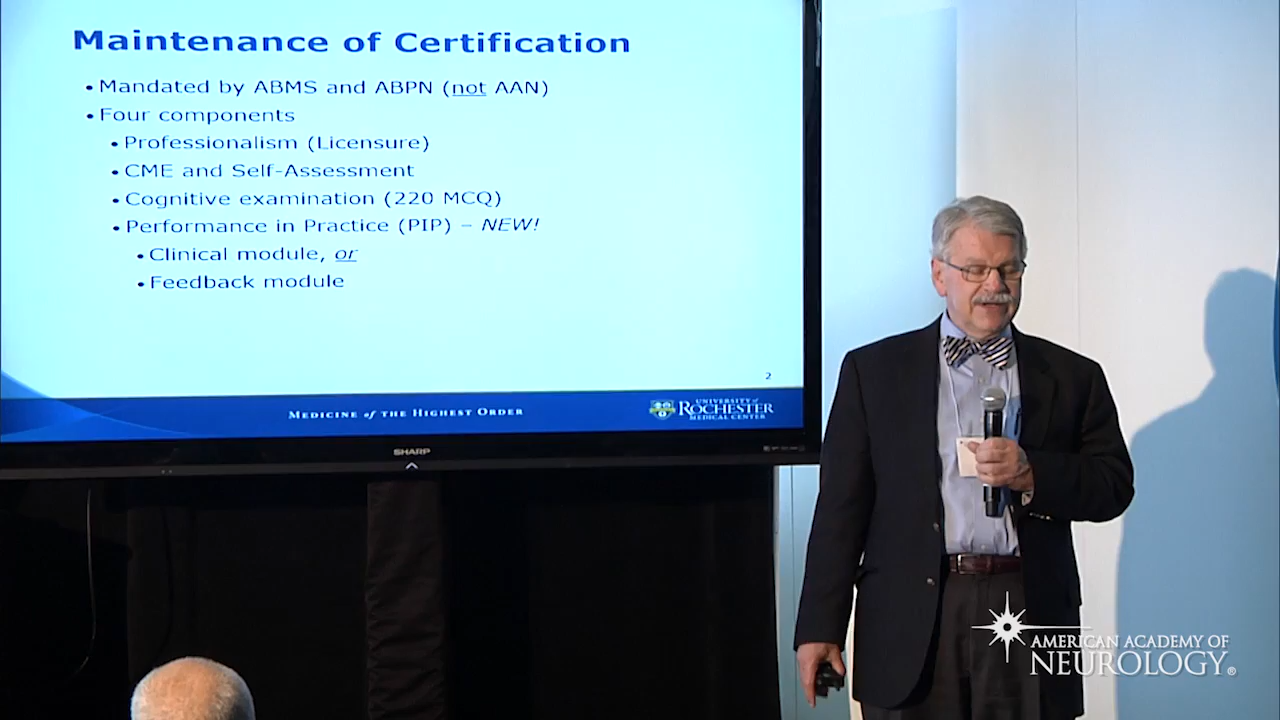 Maintenance of Certification
• Mandated by ABMS and ABPN (not AAN)
• Four components
• Professionalism (Licensure)
• CME and Self-Assessment
• Cognitive examination (220 MCQ)
• Performance in Practice (PIP) – NEW!
• Clinical module, or
• Feedback module
2
MEDICINE of THE HIGHEST ORDER
UNIVERSITY of
ROCHESTER
MEDICAL CENTER
SHARP
AMERICAN ACADEMY OF
NEUROLOGY®